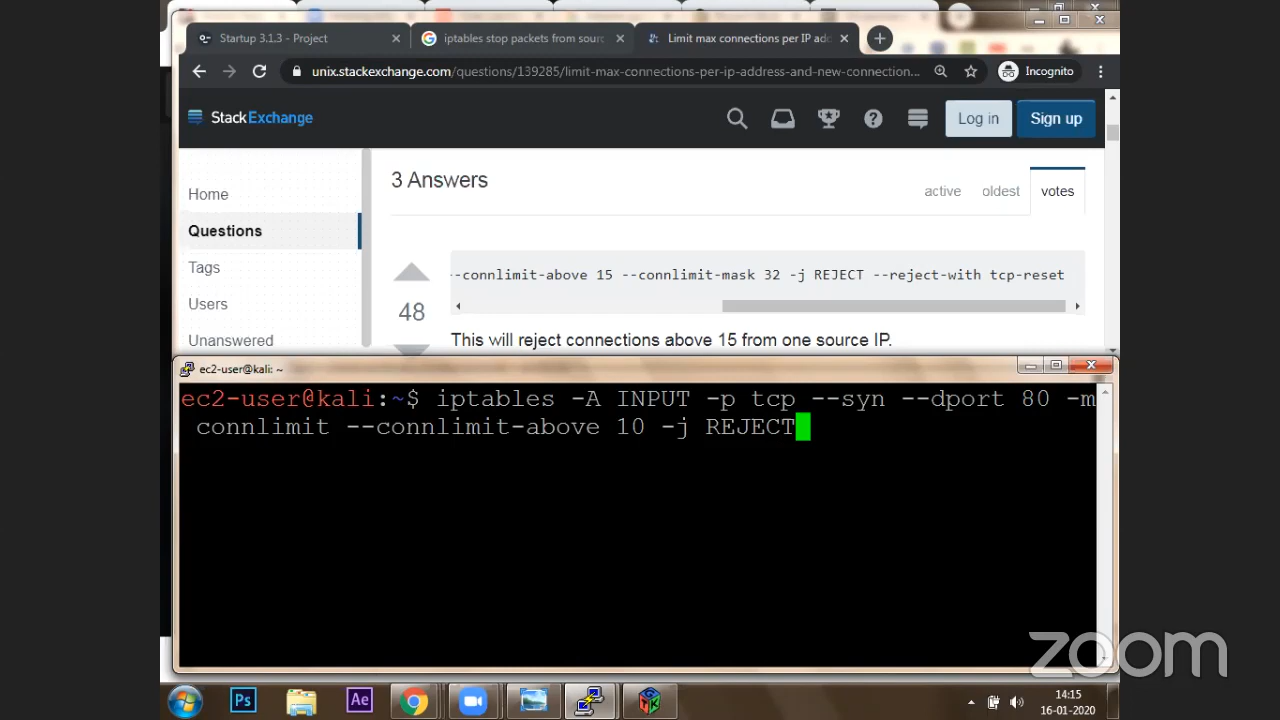 Startup 3.1.3 - Project
iptables stop packets from sourc
Limit max connections per IP add
unix.stackexchange.com/questions/139285/limit-max-connections-per-ip-address-and-new-connection...
Incognito
StackExchange
Log in
Sign up
Home
Questions
Tags
Users
Unanswered
3 Answers
active
oldest
votes
--connlimit-above 15 --connlimit-mask 32 -j REJECT --reject-with tcp-reset
48
This will reject connections above 15 from one source IP.
ec2-user@kali: ~
ec2-user@kali:~$ iptables -A INPUT -p tcp --syn --dport 80 -m
connlimit --connlimit-above 10 -j REJECT
zoom
Ps
Ae
14:15
16-01-2020